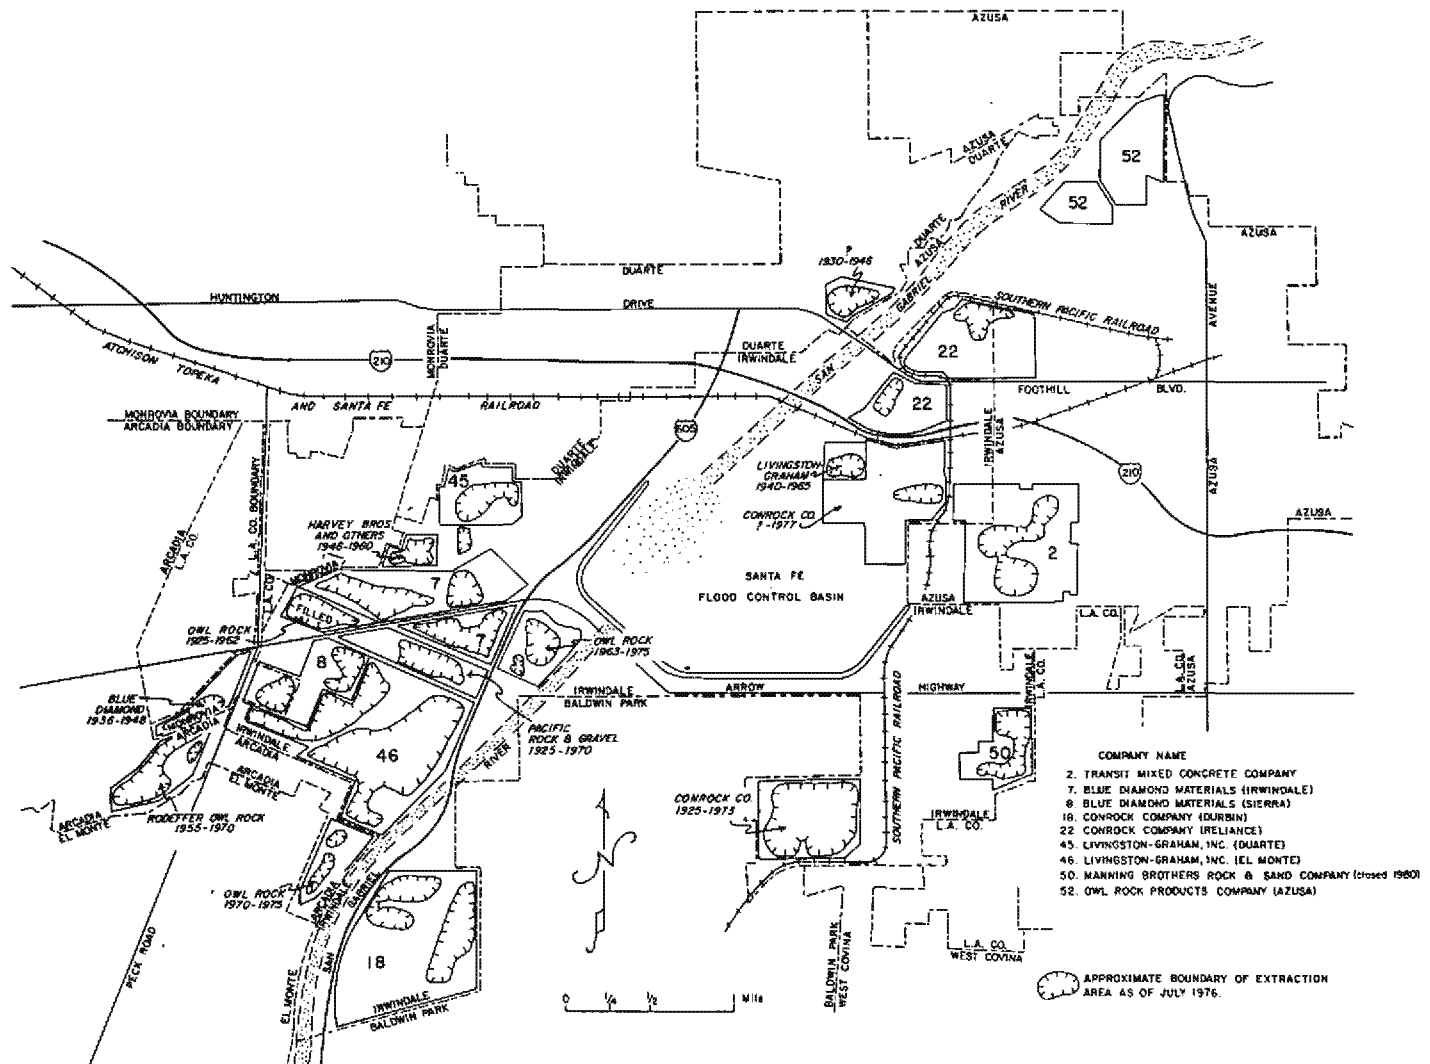 AZUSA
AZUSA
DUARTE
52
52
RIVER
DUARTE
AZUSA
AZUSA
?
1930-1946
DUARTE
GABRIEL
SOUTHERN PACIFIC RAILROAD
AVENUE
HUNTINGTON
DRIVE
ATCHISON TOPEKA
210
MONROVIA
DUARTE
DUARTE
IRWINDALE
SAN
22
FOOTHILL
BLVD.
22
AND SANTA FE
RAILROAD
MONROVIA BOUNDARY
ARCADIA BOUNDARY
605
IRWINDALE
AZUSA
210
AZUSA
DUARTE
IRWINDALE
LIVINGSTON-
GRAHAM
1940-1965
45
L.A. CO. BOUNDARY
CONROCK CO.
?-1977
AZUSA
ARCADIA
L.A. CO.
HARVEY BROS.
AND OTHERS
1946-1960
2
MONROVIA
L.A. CO.
7
SANTA FE
FLOOD CONTROL BASIN
AZUSA
IRWINDALE
L.A. CO.
FILLED
OWL ROCK
1925-1962
7
OWL ROCK
1963-1975
8
IRWINDALE
L.A. CO.
L.A. CO.
AZUSA
BLUE
DIAMOND
1936-1948
MONROVIA
ARCADIA
IRWINDALE
BALDWIN PARK
ARROW
HIGHWAY
IRWINDALE
ARCADIA
PACIFIC
ROCK & GRAVEL
1925-1970
RIVER
46
SOUTHERN PACIFIC RAILROAD
50
ARCADIA
EL MONTE
COMPANY NAME
2. TRANSIT MIXED CONCRETE COMPANY
7. BLUE DIAMOND MATERIALS (IRWINDALE)
8 BLUE DIAMOND MATERIALS (SIERRA)
18. CONROCK COMPANY (DURBIN)
22 CONROCK COMPANY (RELIANCE)
45. LIVINGSTON-GRAHAM, INC. (DUARTE)
46. LIVINGSTON-GRAHAM, INC. (EL MONTE)
50. MANNING BROTHERS ROCK & SAND COMPANY (closed 1980)
52. OWL ROCK PRODUCTS COMPANY (AZUSA)
CONROCK CO.
1925-1973
IRWINDALE
L.A. CO.
ARCADIA
EL MONTE
RODEFFER OWL ROCK
1955-1970
OWL ROCK
1970-1975
ARCADIA
IRWINDALE
GABRIEL
N
PECK ROAD
18
SAN
EL MONTE
IRWINDALE
BALDWIN PARK
BALDWIN PARK
WEST COVINA
L.A. CO.
WEST COVINA
0 1/4 1/2 Mile
APPROXIMATE BOUNDARY OF EXTRACTION
AREA AS OF JULY 1976.